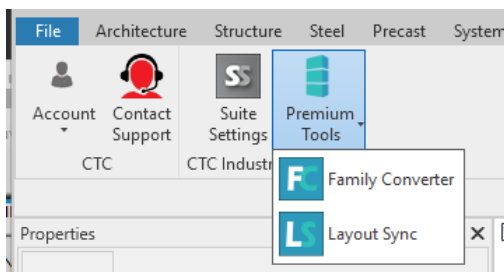 File Architecture Structure Steel Precast System
SS
Account Contact Support Suite Settings Premium Tools
CTC CTC Industr
FC Family Converter
LS Layout Sync
Properties